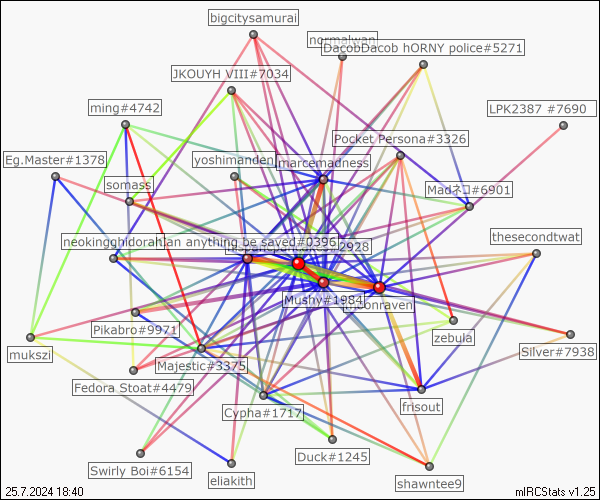 bigcitysamurai
normalwan
DacobDacob hORNY police#5271
JKOUYH VIII#7034
LPK2387 #7690
ming#4742
Pocket Persona#3326
Eg.Master#1378
yoshimanden
marcemadness
somass
Madネコ#6901
thesecondtwat
neokingghidorah
an anything be saved#0396
#2928
Mushy#1984
moonraven
Pikabro#9971
zebula
mukszi
Silver#7938
Majestic#3375
Fedora Stoat#4479
Cypha#1717
frisout
Duck#1245
Swirly Boi#6154
eliakith
shawntee9
25.7.2024 18:40
mIRCStats v1.25